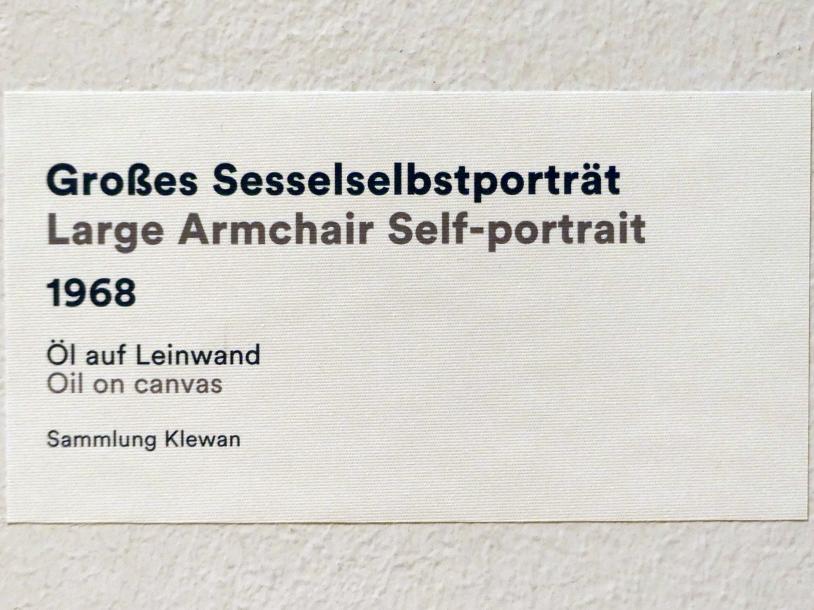 Großes Sesselselbstporträt
Large Armchair Self-portrait
1968
Öl auf Leinwand
Oil on canvas
Sammlung Klewan